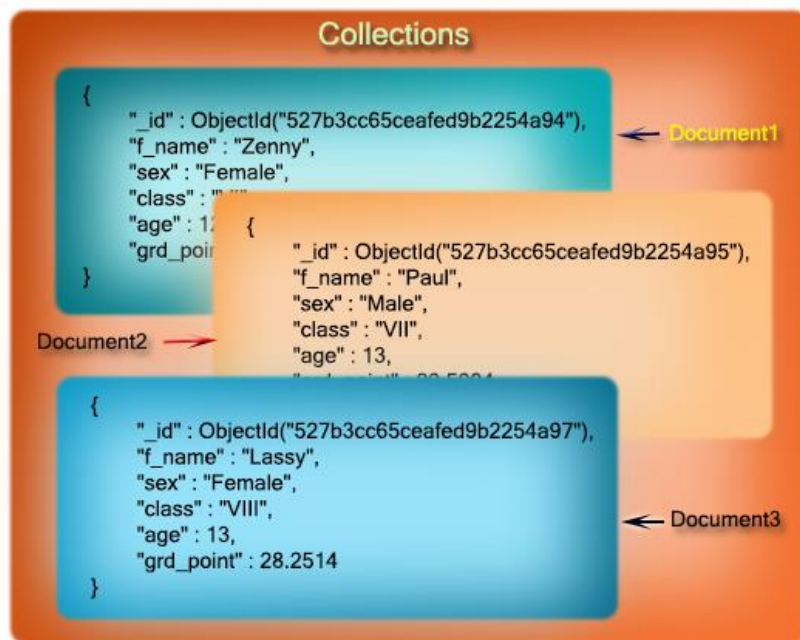 Collections
{
"_id" : ObjectId("527b3cc65ceafed9b2254a94"),
"f_name" : "Zenny",
"sex" : "Female",
"class" :
"age" : 12
"grd_poin
}
Document1
{
"_id" : ObjectId("527b3cc65ceafed9b2254a95"),
"f_name" : "Paul",
"sex" : "Male",
"class" : "VII",
"age" : 13,
Document2
{
"_id" : ObjectId("527b3cc65ceafed9b2254a97"),
"f_name" : "Lassy",
"sex" : "Female",
"class" : "VIII",
"age" : 13,
"grd_point" : 28.2514
}
Document3